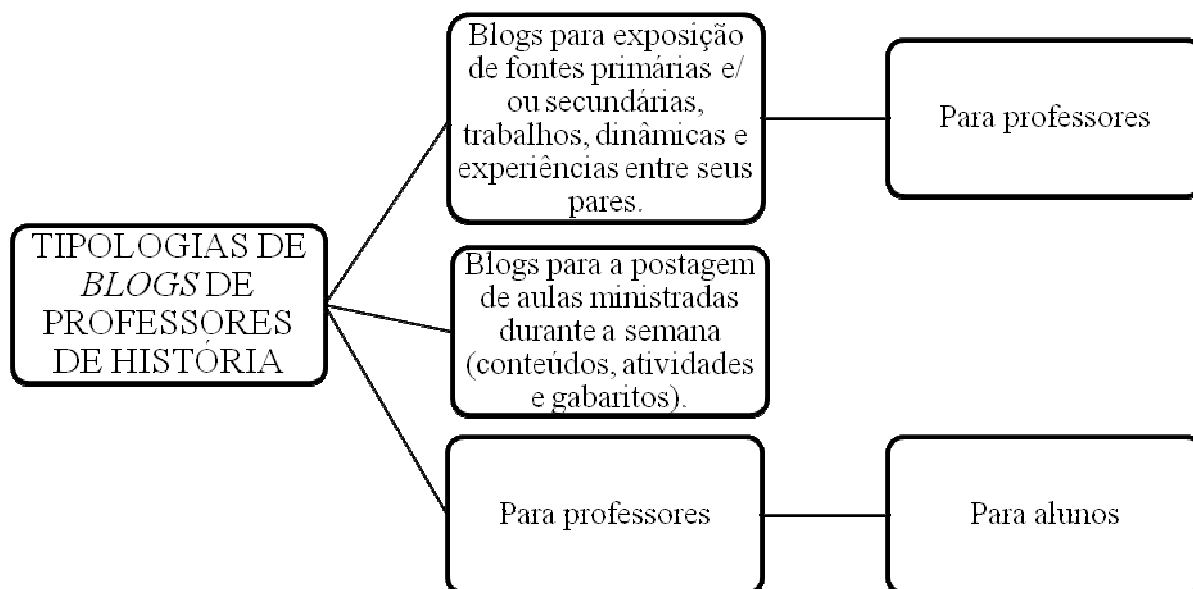 Blogs para exposição
de fontes primárias e/
ou secundárias,
trabalhos, dinâmicas e
experiências entre seus
pares.
Para professores
TIPOLOGIAS DE
BLOGS DE
PROFESSORES
DE HISTÓRIA
Blogs para a postagem
de aulas ministradas
durante a semana
(conteúdos, atividades
e gabaritos).
Para professores
Para alunos